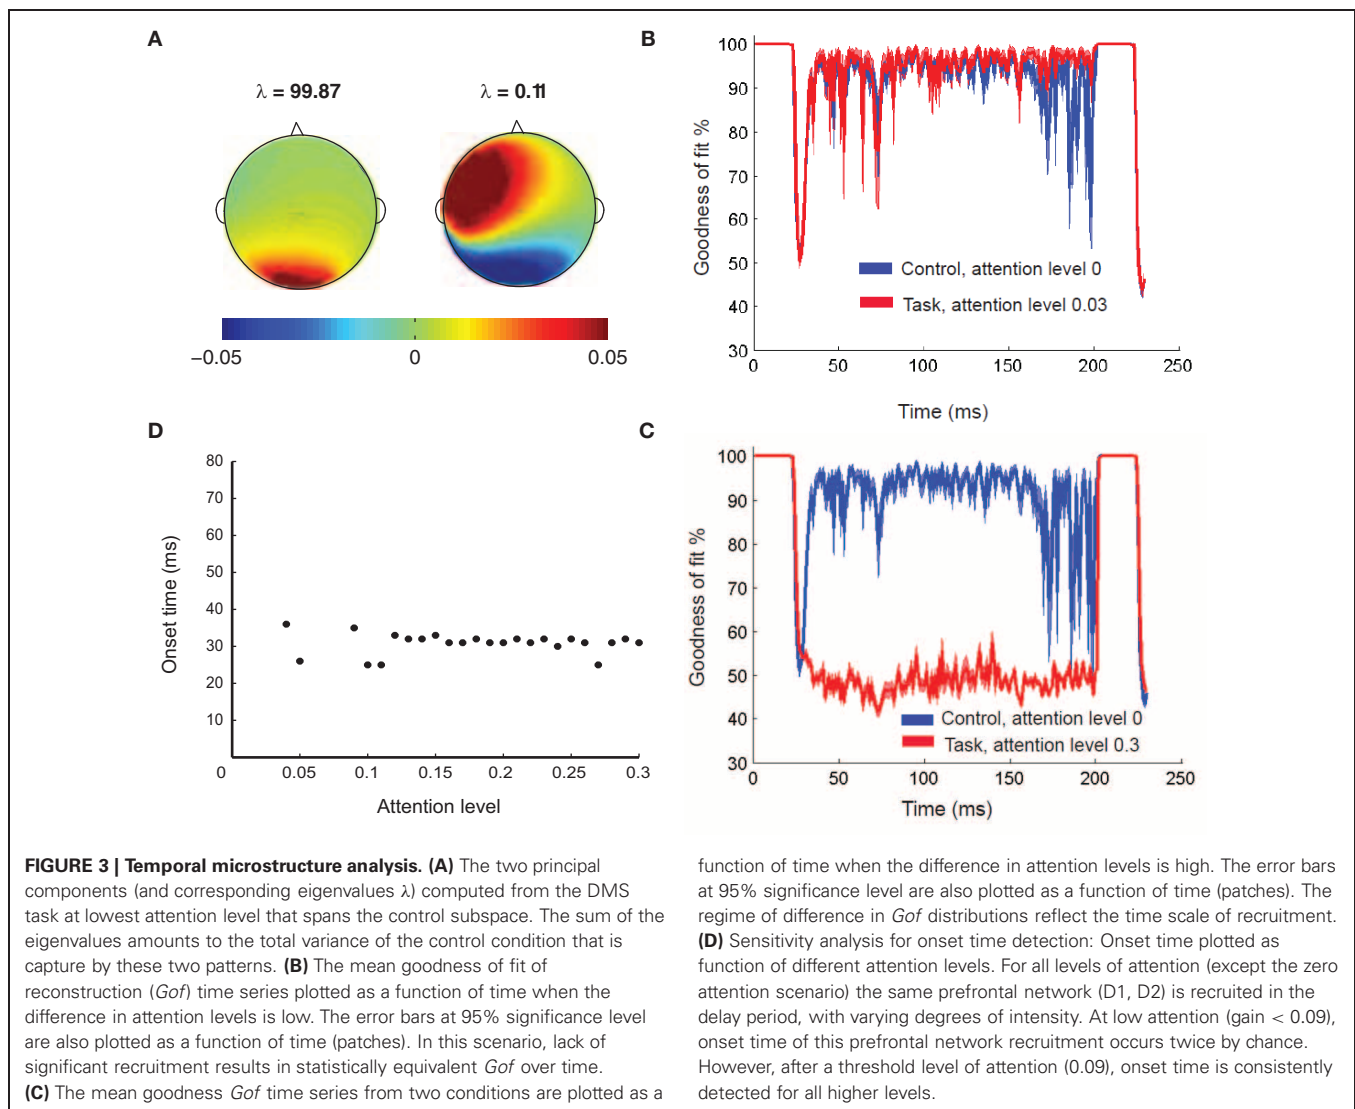 A
λ = 99.87
λ = 0.11
−0.05
0
0.05
B
100
90
80
70
60
50
40
30
Goodness of fit %
Control, attention level 0
Task, attention level 0.03
0
50
100
150
200
250
Time (ms)
D
80
70
60
50
40
30
20
10
Onset time (ms)
0
0.05
0.1
0.15
0.2
0.25
0.3
Attention level
C
100
90
80
70
60
50
40
30
Goodness of fit %
Control, attention level 0
Task, attention level 0.3
0
50
100
150
200
250
Time (ms)
FIGURE 3 | Temporal microstructure analysis. (A) The two principal
components (and corresponding eigenvalues λ) computed from the DMS
task at lowest attention level that spans the control subspace. The sum of the
eigenvalues amounts to the total variance of the control condition that is
capture by these two patterns. (B) The mean goodness of fit of
reconstruction (Gof) time series plotted as a function of time when the
difference in attention levels is low. The error bars at 95% significance level
are also plotted as a function of time (patches). In this scenario, lack of
significant recruitment results in statistically equivalent Gof over time.
(C) The mean goodness Gof time series from two conditions are plotted as a
function of time when the difference in attention levels is high. The error bars
at 95% significance level are also plotted as a function of time (patches). The
regime of difference in Gof distributions reflect the time scale of recruitment.
(D) Sensitivity analysis for onset time detection: Onset time plotted as
function of different attention levels. For all levels of attention (except the zero
attention scenario) the same prefrontal network (D1, D2) is recruited in the
delay period, with varying degrees of intensity. At low attention (gain < 0.09),
onset time of this prefrontal network recruitment occurs twice by chance.
However, after a threshold level of attention (0.09), onset time is consistently
detected for all higher levels.